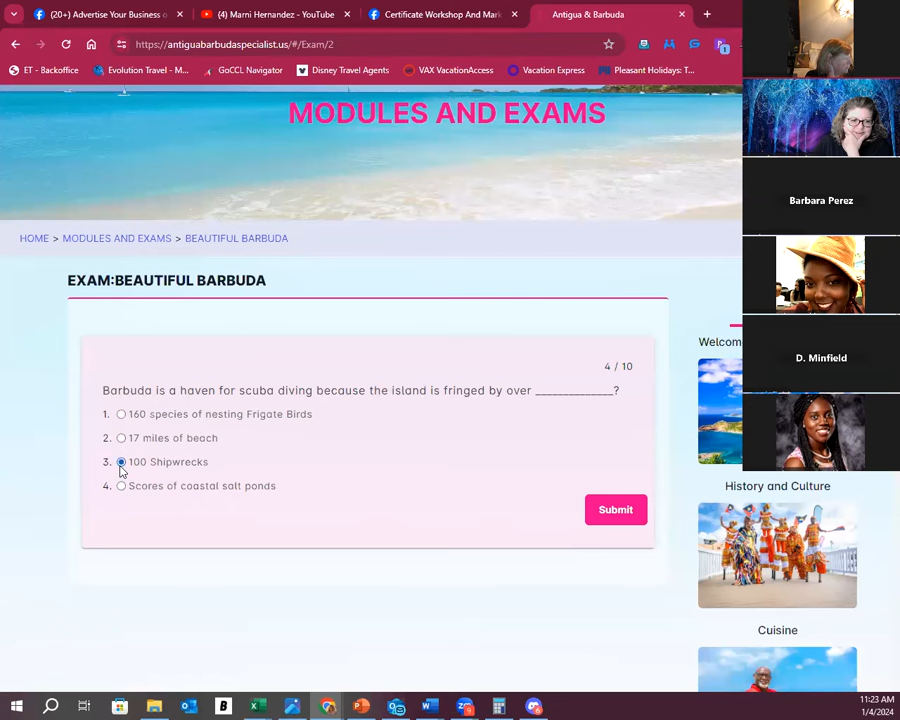 (20+) Advertise Your Business o
(4) Marni Hernandez - YouTube
Certificate Workshop And Mark
Antigua & Barbuda
https://antiguabarbudaspecialist.us/#/Exam/2
1
ET - Backoffice
Evolution Travel - M...
GoCCL Navigator
Disney Travel Agents
VAX VacationAccess
Vacation Express
Pleasant Holidays: T...
MODULES AND EXAMS
Barbara Perez
HOME > MODULES AND EXAMS > BEAUTIFUL BARBUDA
EXAM:BEAUTIFUL BARBUDA
Welcom
D. Minfield
4 / 10
Barbuda is a haven for scuba diving because the island is fringed by over ______________?
1. 160 species of nesting Frigate Birds
2. 17 miles of beach
3. 100 Shipwrecks
4. Scores of coastal salt ponds
Submit
History and Culture
Cuisine
11:23 AM
1/4/2024